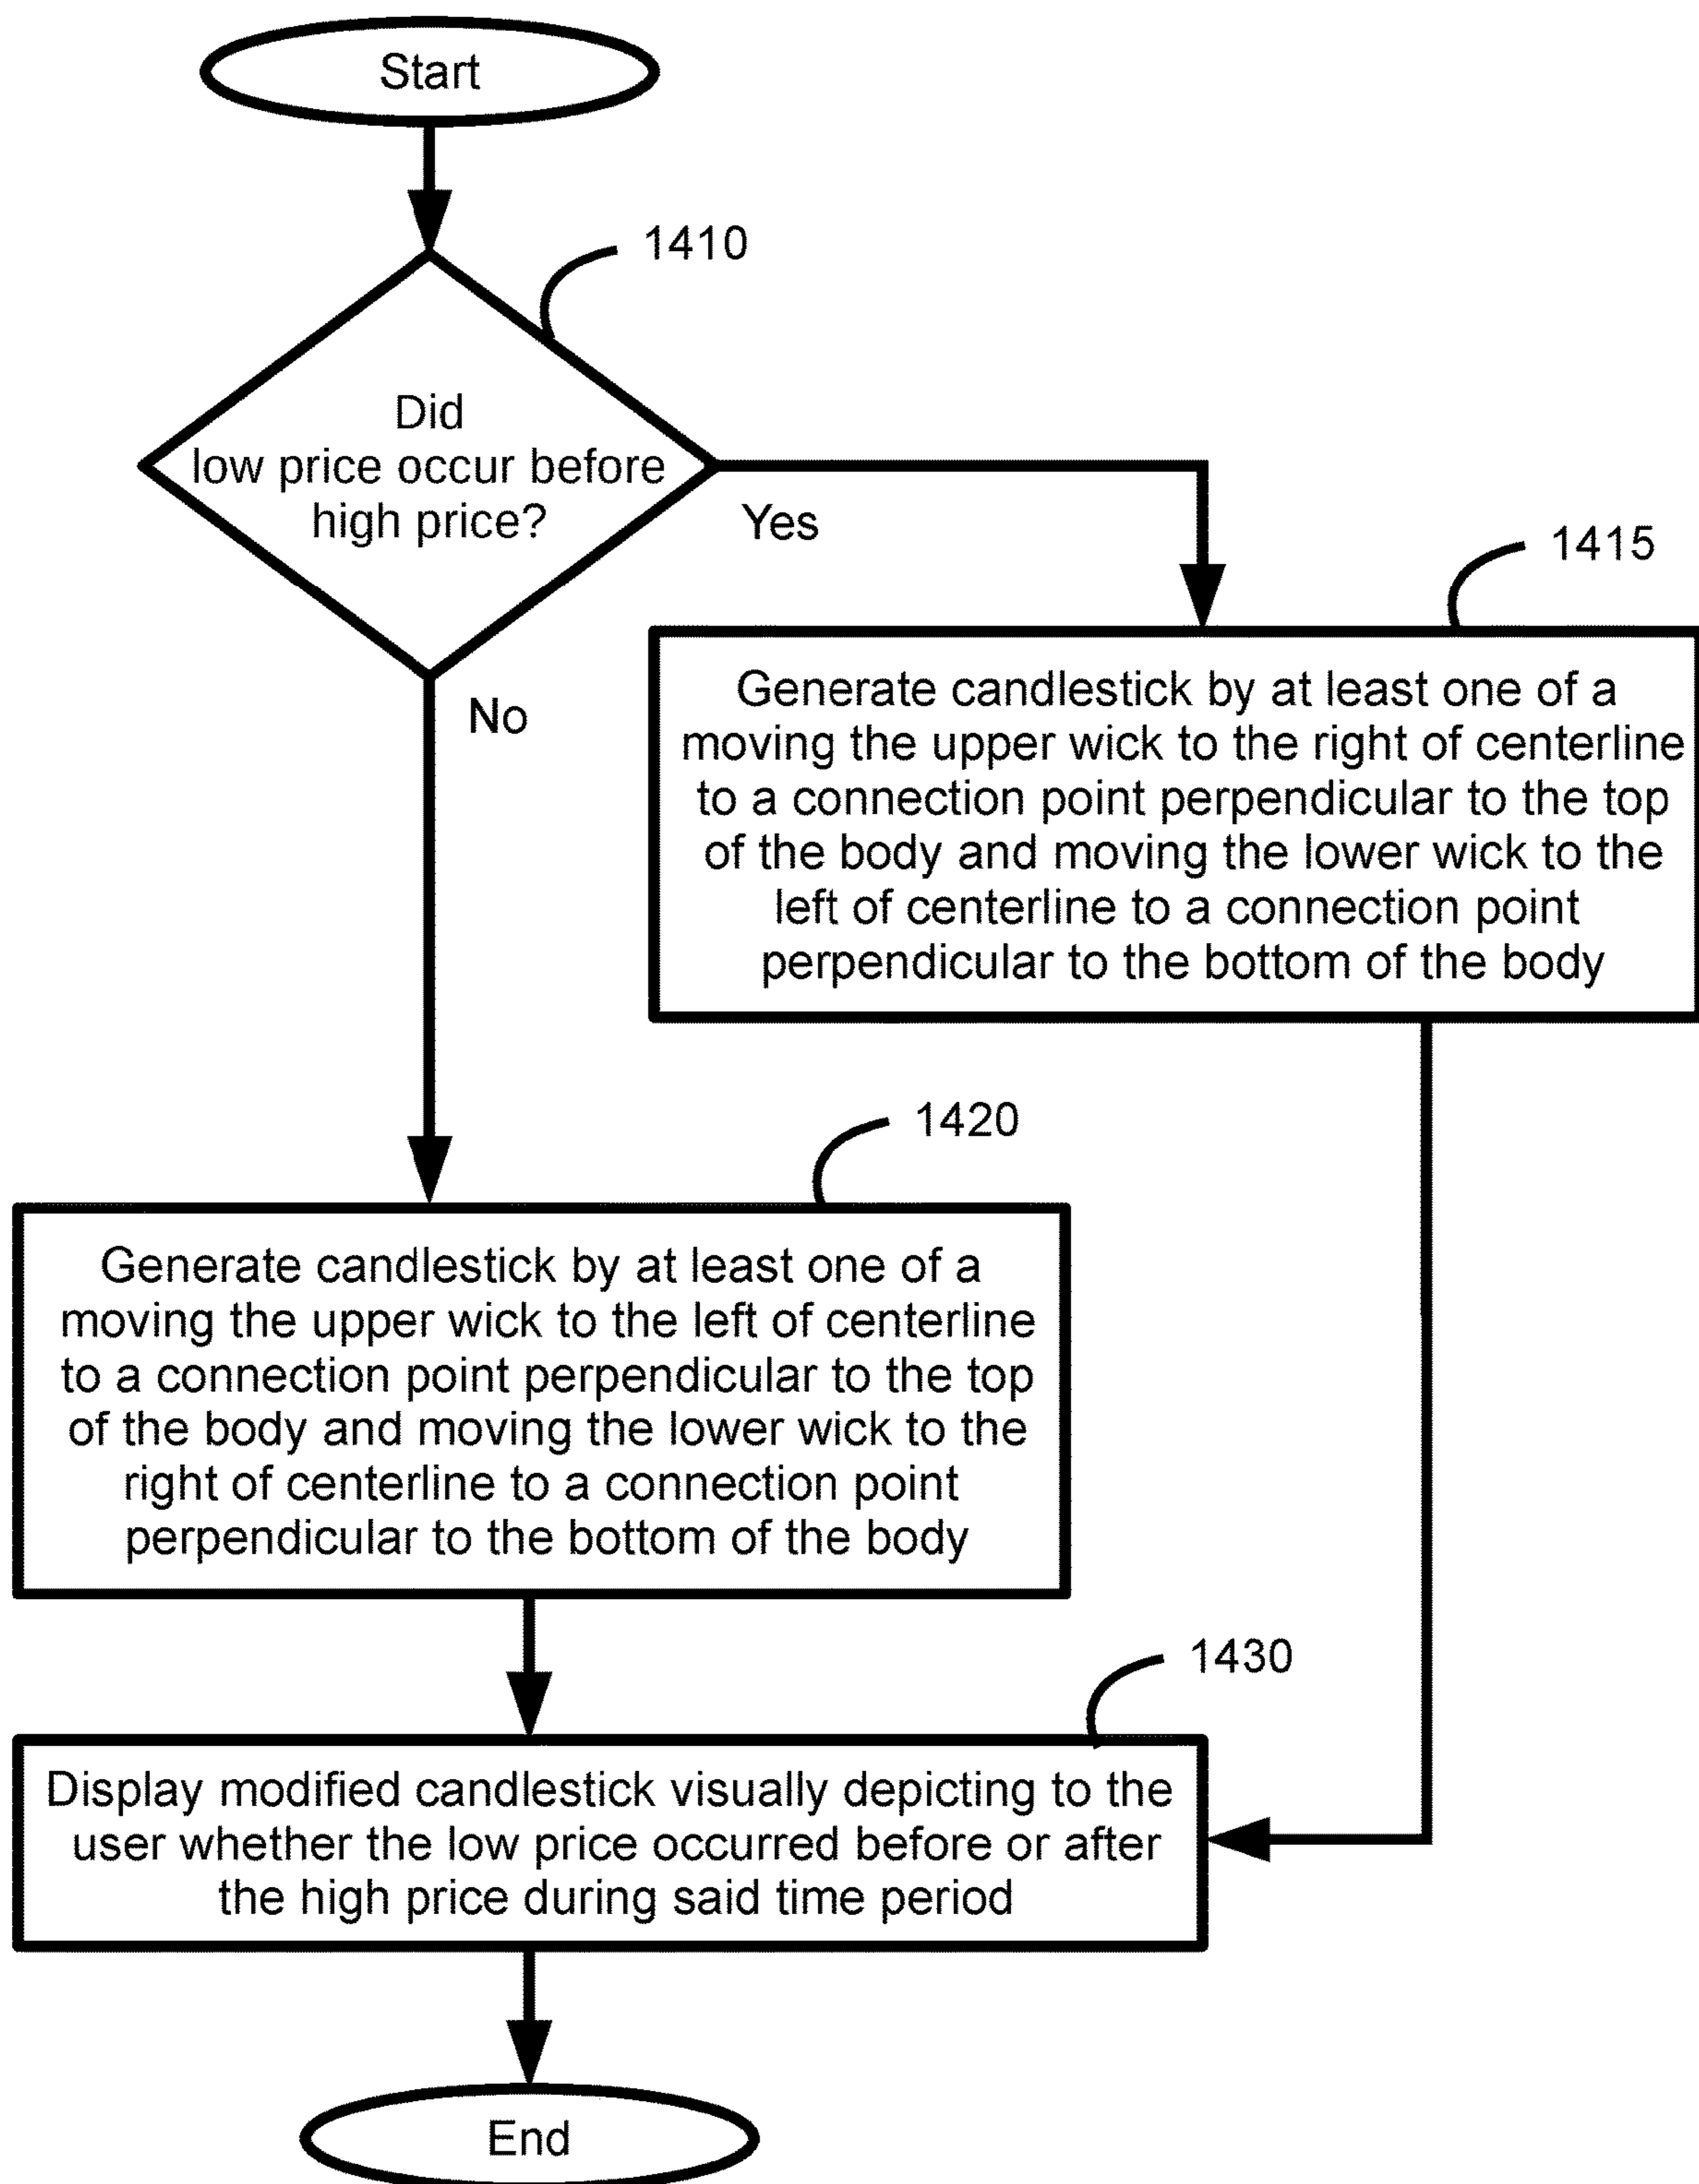 Start
1410
Did
low price occur before
high price?
Yes
No
1415
Generate candlestick by at least one of a
moving the upper wick to the right of centerline
to a connection point perpendicular to the top
of the body and moving the lower wick to the
left of centerline to a connection point
perpendicular to the bottom of the body
1420
Generate candlestick by at least one of a
moving the upper wick to the left of centerline
to a connection point perpendicular to the top
of the body and moving the lower wick to the
right of centerline to a connection point
perpendicular to the bottom of the body
1430
Display modified candlestick visually depicting to the
user whether the low price occurred before or after
the high price during said time period
End